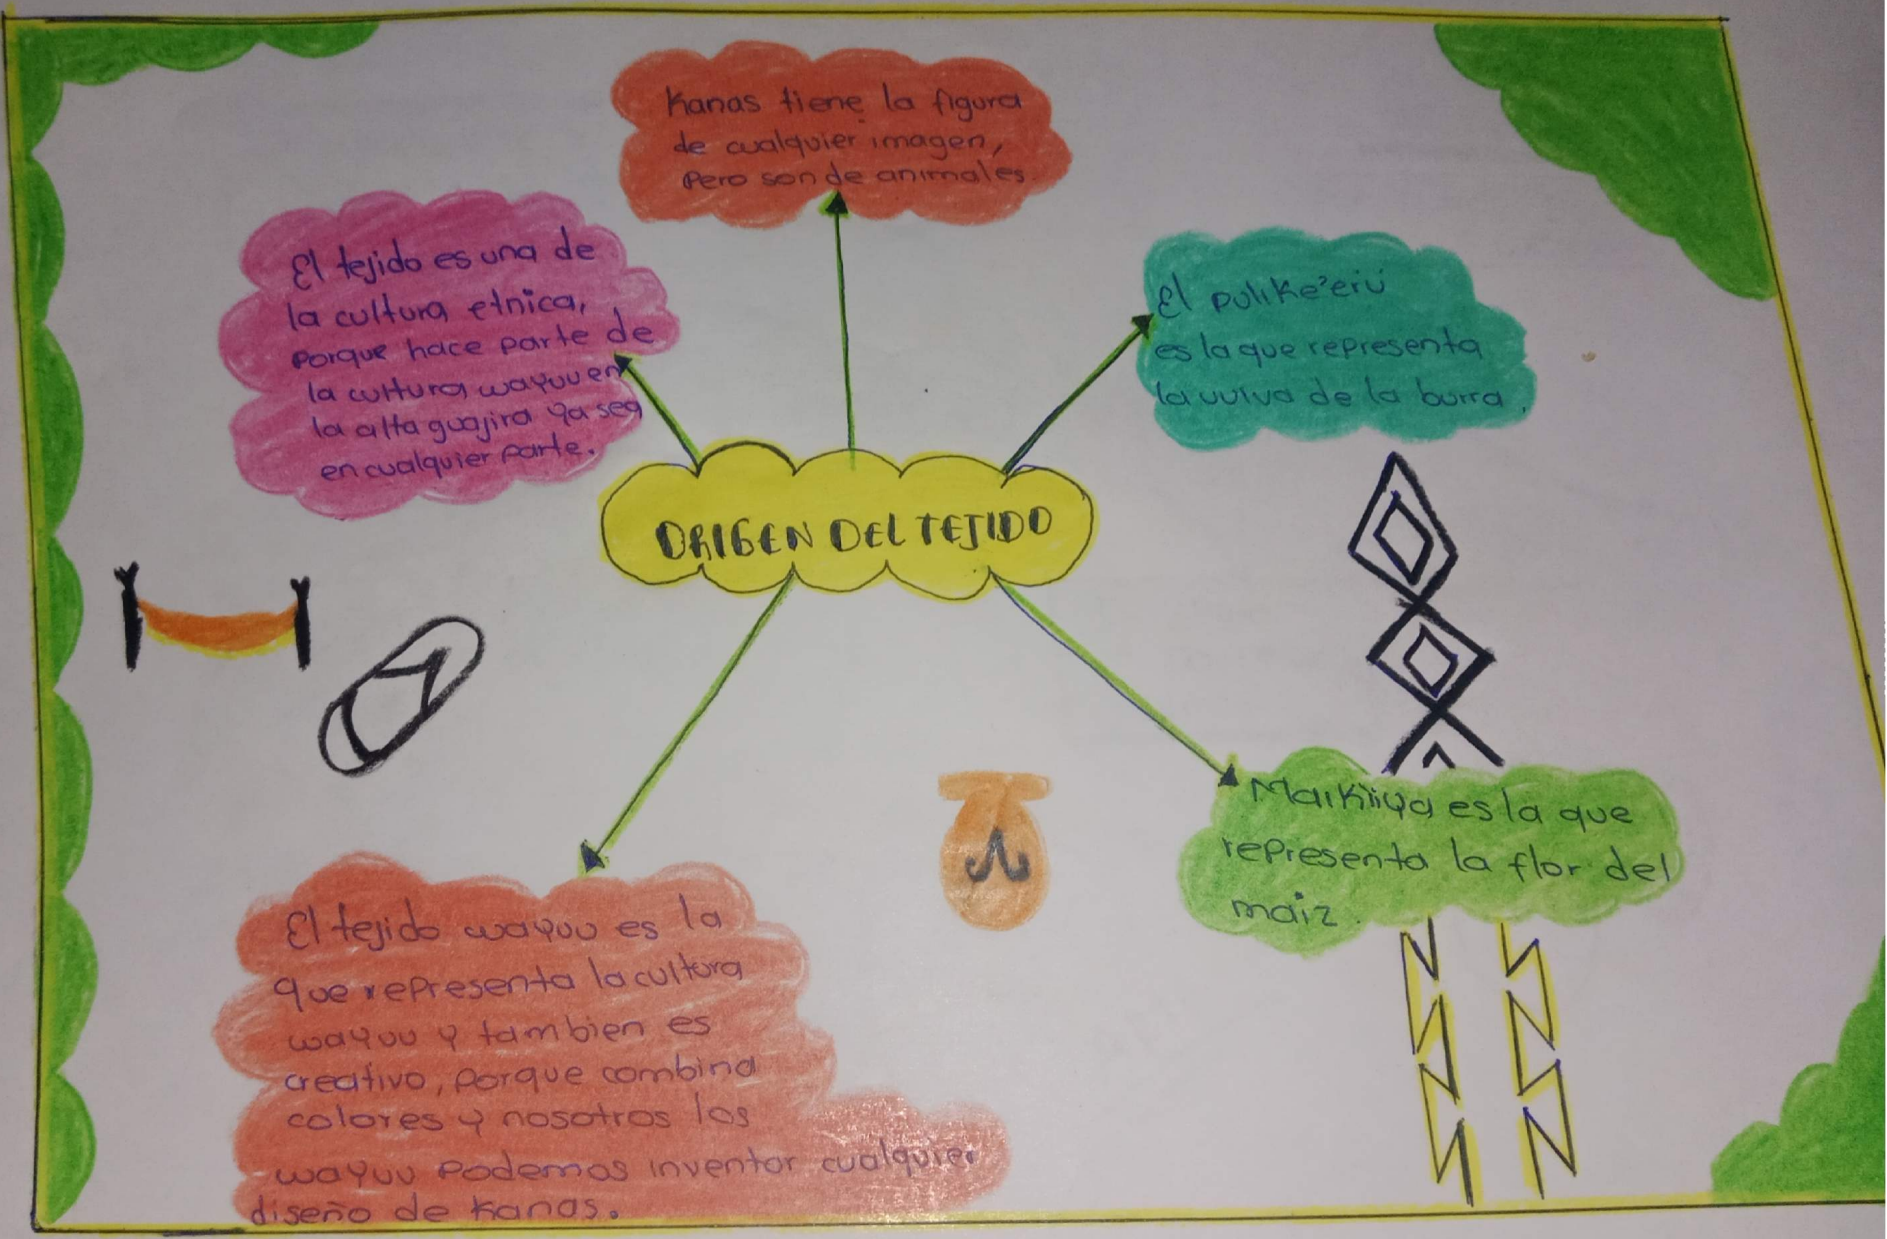 ORIGEN DEL TEJIDO
Kanas tiene la figura
de cualquier imagen,
Pero son de animales
El tejido es una de
la cultura etnica,
Porque hace parte de
la cultura wayuu en
la alta guajira ya sea
en cualquier parte.
El pulike'erü
es la que representa
la vulva de la burra,
Maikïiya es la que
representa la flor del
maiz.
El tejido wayuu es la
que representa la cultura
wayuu y tambien es
creativo, porque combina
colores y nosotros los
wayuu Podemos inventar cualquier
diseño de Kanas.